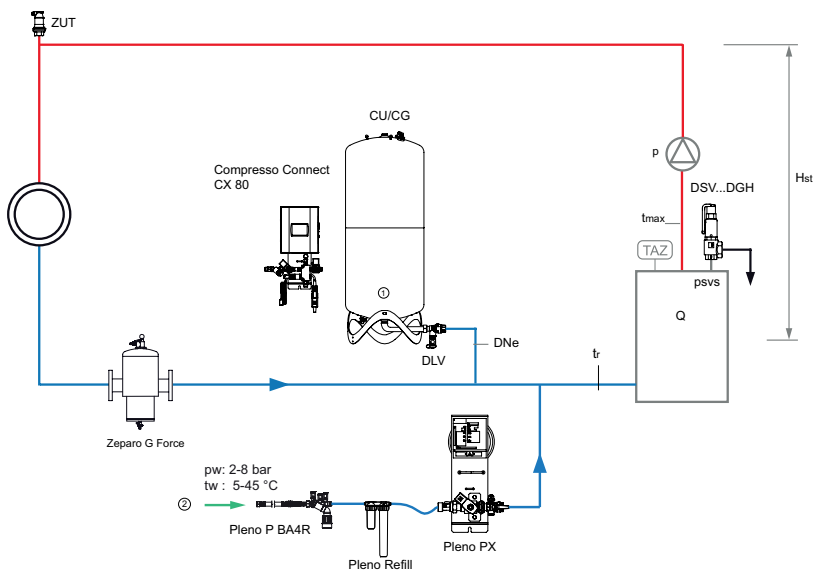 ZUT
CU/CG
Compresso Connect
CX 80
p
Hst
DSV...DGH
tmax
TAZ
psvs
Q
①
DNe
DLV
tr
Zeparo G Force
pw: 2-8 bar
tw : 5-45 °C
②
Pleno P BA4R
Pleno Refill
Pleno PX